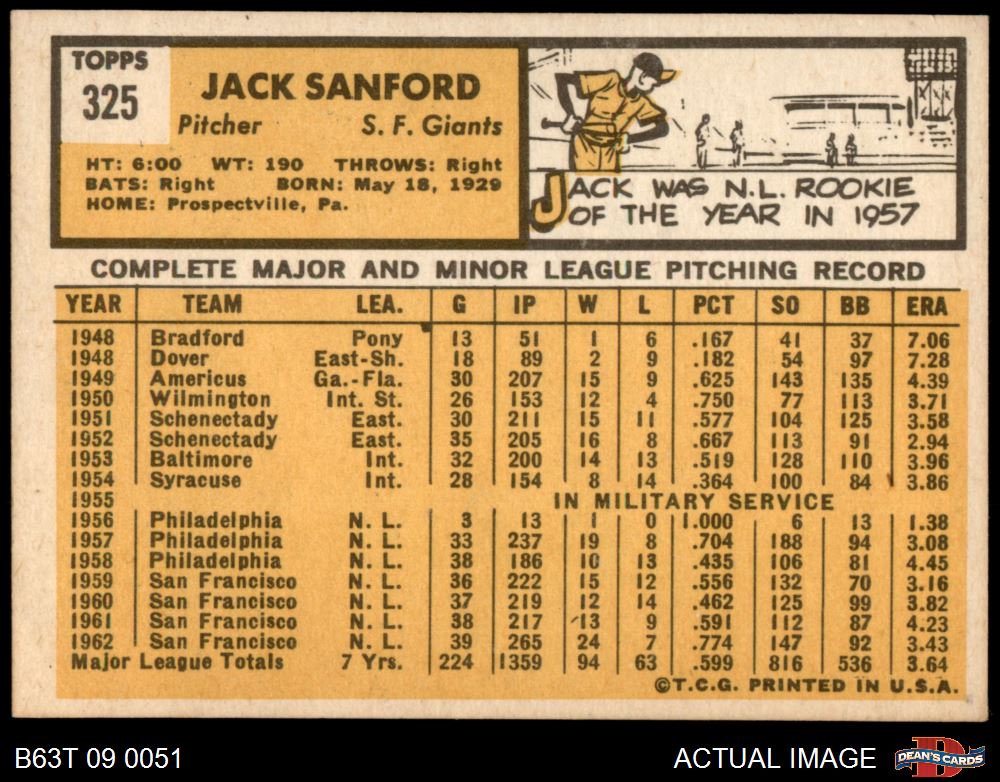 TOPPS
325
JACK SANFORD
Pitcher S. F. Giants
HT: 6:00 WT: 190 THROWS: Right
BATS: Right BORN: May 18, 1929
HOME: Prospectville, Pa.
JACK WAS N.L. ROOKIE
OF THE YEAR IN 1957
COMPLETE MAJOR AND MINOR LEAGUE PITCHING RECORD
YEAR TEAM LEA. G IP W L PCT SO BB ERA
1948 Bradford Pony 13 51 1 6 .167 41 37 7.06
1948 Dover East-Sh. 18 89 2 9 .182 54 97 7.28
1949 Americus Ga.-Fla. 30 207 15 9 .625 143 135 4.39
1950 Wilmington Int. St. 26 153 12 4 .750 77 113 3.71
1951 Schenectady East. 30 211 15 11 .577 104 125 3.58
1952 Schenectady East. 35 205 16 8 .667 113 91 2.94
1953 Baltimore Int. 32 200 14 13 .519 128 110 3.96
1954 Syracuse Int. 28 154 8 14 .364 100 84 3.86
1955 IN MILITARY SERVICE
1956 Philadelphia N. L. 3 13 1 0 1.000 6 13 1.38
1957 Philadelphia N. L. 33 237 19 8 .704 188 94 3.08
1958 Philadelphia N. L. 38 186 10 13 .435 106 81 4.45
1959 San Francisco N. L. 36 222 15 12 .556 132 70 3.16
1960 San Francisco N. L. 37 219 12 14 .462 125 99 3.82
1961 San Francisco N. L. 38 217 13 9 .591 112 87 4.23
1962 San Francisco N. L. 39 265 24 7 .774 147 92 3.43
Major League Totals 7 Yrs. 224 1359 94 63 .599 816 536 3.64
©T.C.G. PRINTED IN U.S.A.
B63T 09 0051 ACTUAL IMAGE
D
DEAN'S CARDS